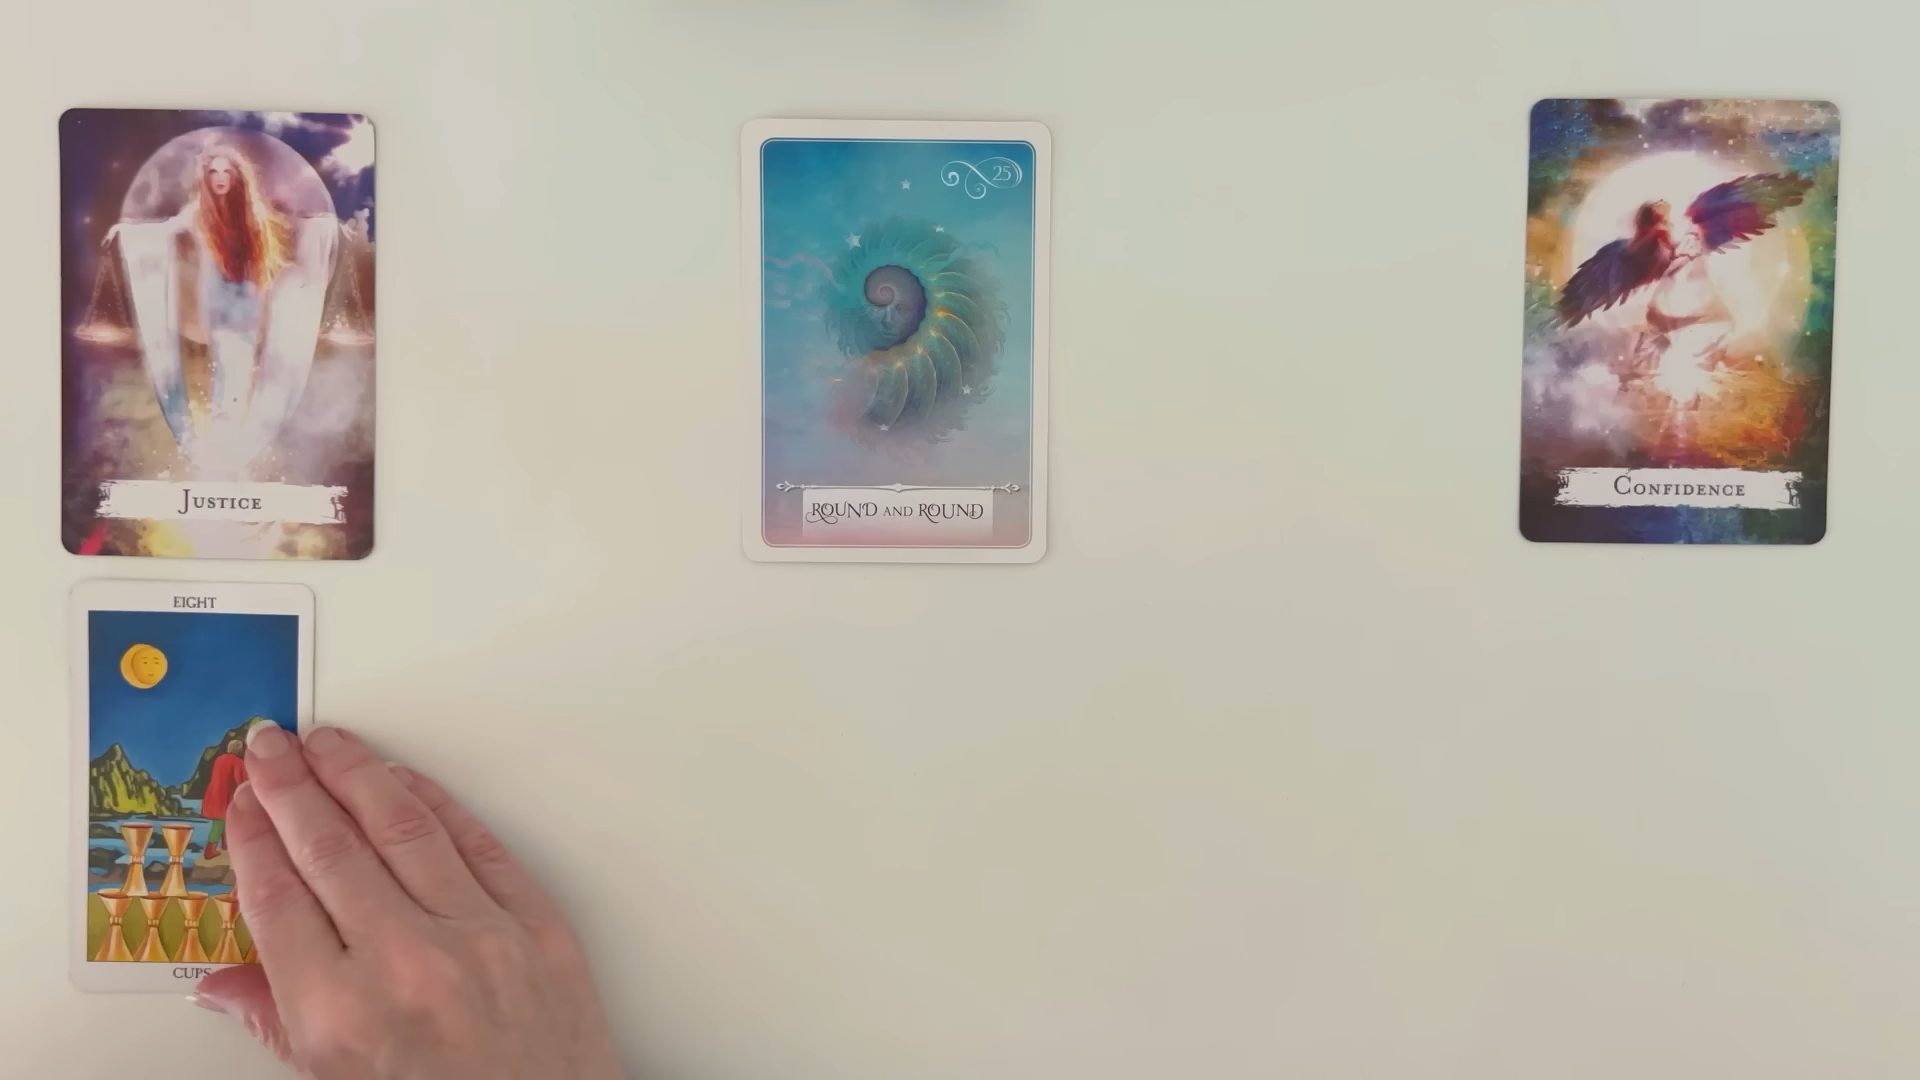 JUSTICE
25
ROUND AND ROUND
CONFIDENCE
EIGHT
CUPS